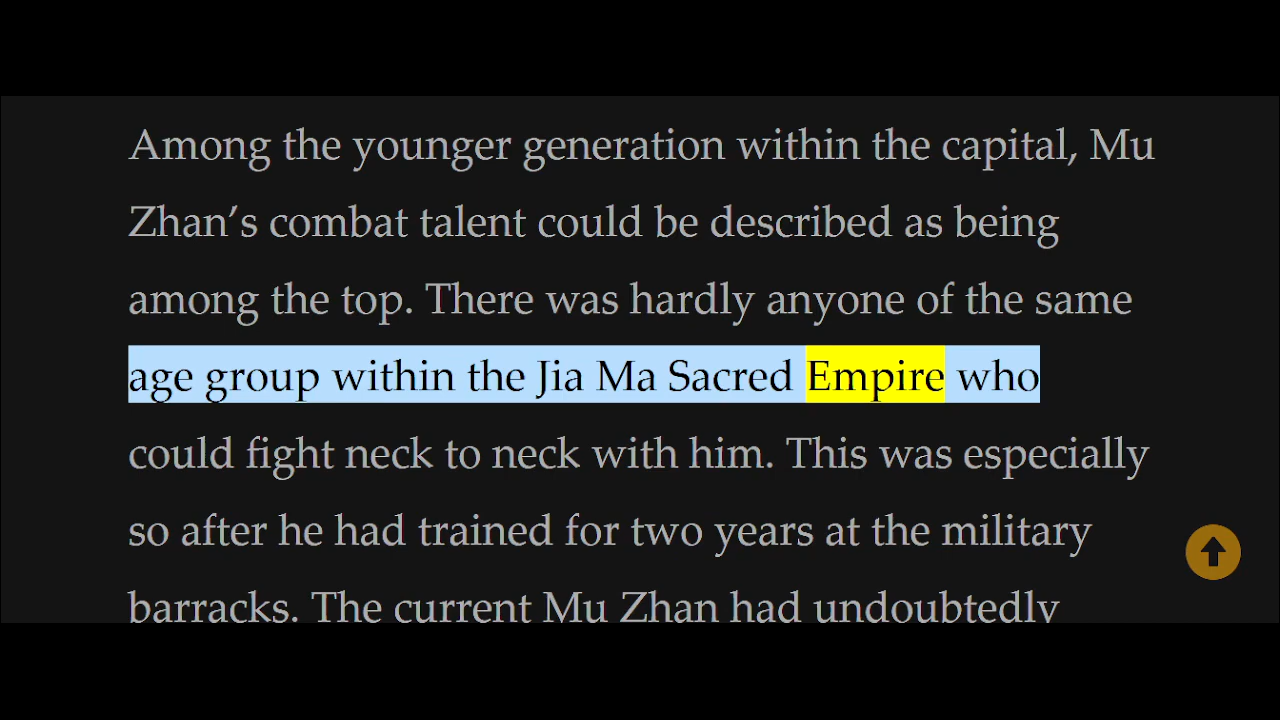 Among the younger generation within the capital, Mu
Zhan’s combat talent could be described as being
among the top. There was hardly anyone of the same
age group within the Jia Ma Sacred Empire who
could fight neck to neck with him. This was especially
so after he had trained for two years at the military
barracks. The current Mu Zhan had undoubtedly